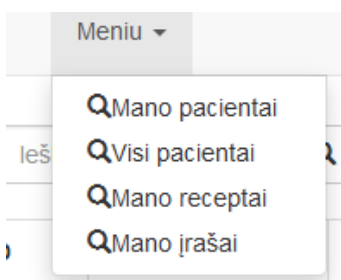 Meniu
Mano pacientai
Ieš
Visi pacientai
Mano receptai
Mano įrašai